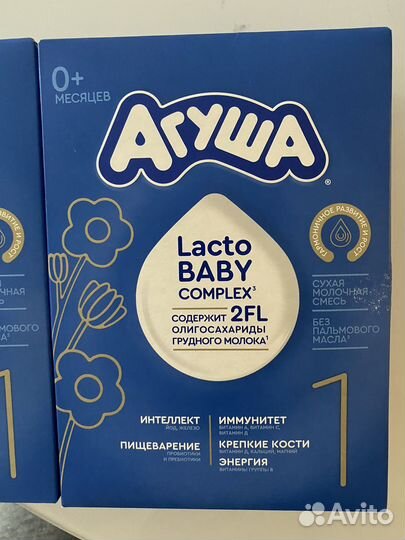 0+
МЕСЯЦЕВ
АГУША
®
ГАРМОНИЧНОЕ РАЗВИТИЕ И РОСТ
Lacto
BABY
COMPLEX³
СОДЕРЖИТ 2FL
ОЛИГОСАХАРИДЫ
ГРУДНОГО МОЛОКА¹
СУХАЯ
МОЛОЧНАЯ
СМЕСЬ
БЕЗ
ПАЛЬМОВОГО
МАСЛА²
1
ИНТЕЛЛЕКТ
ЙОД, ЖЕЛЕЗО
ПИЩЕВАРЕНИЕ
ПРОБИОТИКИ
И ПРЕБИОТИКИ
ИММУНИТЕТ
ВИТАМИН А, ВИТАМИН С,
ВИТАМИН Д
КРЕПКИЕ КОСТИ
ВИТАМИН Д, КАЛЬЦИЙ, МАГНИЙ
ЭНЕРГИЯ
ВИТАМИНЫ ГРУППЫ В
Avito